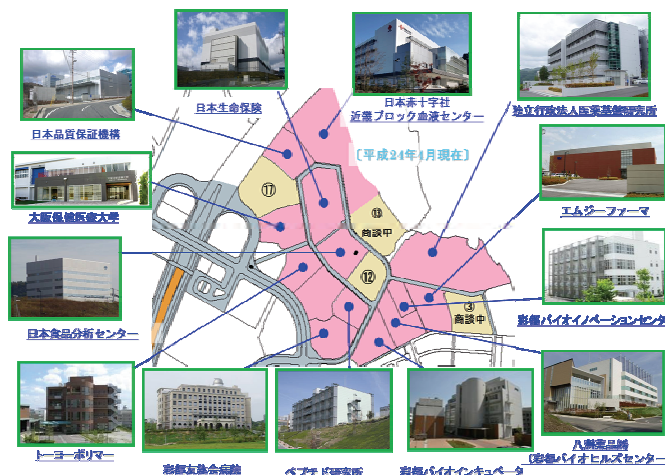 日本品質保証機構
日本生命保険
日本赤十字社
近畿ブロック血液センター
独立行政法人医薬基盤研究所
〔平成24年4月現在〕
大阪保健医療大学
エムジーファーマ
⑰
⑬
商談中
⑫
③
商談中
日本食品分析センター
彩都バイオイノベーションセンタ
トーヨーポリマー
彩都友紘会病院
ペプチド研究所
彩都バイオインキュベータ
八洲薬品㈱
(彩都バイオヒルズセンター